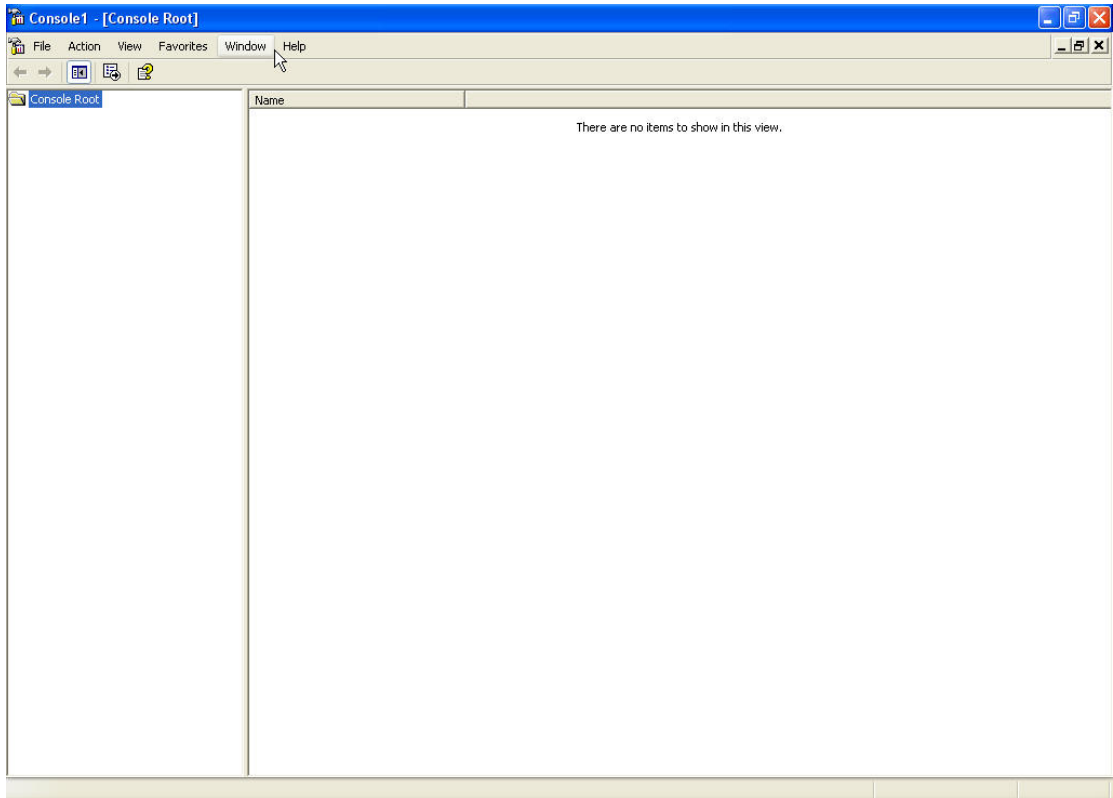 Console1 - [Console Root]
File Action View Favorites Window Help
Console Root
Name
There are no items to show in this view.